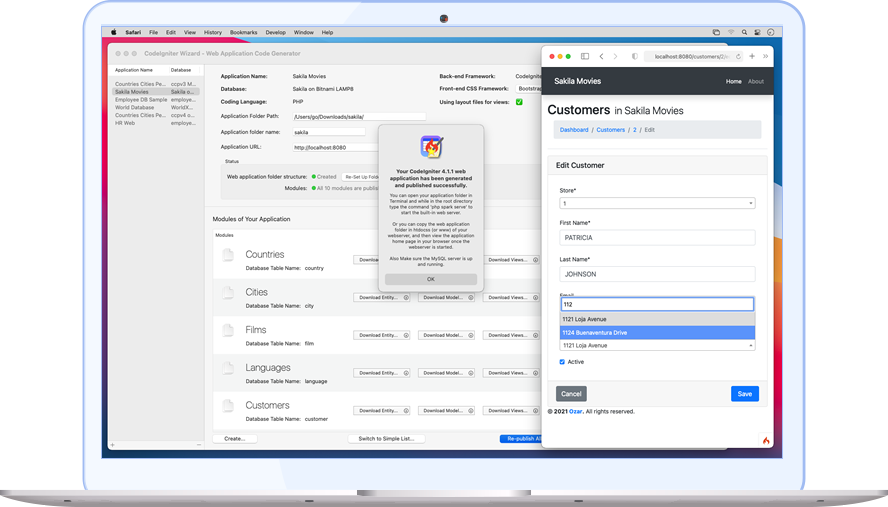 Safari File Edit View History Bookmarks Develop Window Help
CodeIgniter Wizard – Web Application Code Generator
Application Name Database
Countries Cities Pe... ccpv3 M...
Sakila Movies Sakila o...
Employee DB Sample employe...
World Database WorldX...
Countries Cities Pe... ccpv4 o...
HR Web employe...
Application Name: Sakila Movies
Database: Sakila on Bitnami LAMP8
Coding Language: PHP
Application Folder Path: /Users/go/Downloads/sakila/
Application folder name: sakila
Application URL: http://localhost:8080
Back-end Framework: CodeIgnite
Front-end CSS Framework: Bootstrap
Using layout files for views:
Status
Web application folder structure: Created Re-Set Up Fold
Modules: All 10 modules are publis
Modules of Your Application
Modules
Countries
Database Table Name: country
Downl
Download Views...
Cities
Database Table Name: city
Download Entity... Download Model... Download Views...
Films
Database Table Name: film
Download Entity... Download Model... Download Views...
Languages
Database Table Name: language
Download Entity... Download Model... Download Views...
Customers
Database Table Name: customer
Download Entity... Download Model... Download Views...
Create... Switch to Simple List... Re-publish All
Your CodeIgniter 4.1.1 web
application has been generated
and published successfully.
You can open your application folder in
Terminal and while in the root directory
type the command 'php spark serve' to
start the built-in web server.
Or you can copy the web application
folder in htdocs (or www) of your
webserver, and then view the application
home page in your browser once the
webserver is started.
Also Make sure the MySQL server is up
and running.
OK
localhost:8080/customers/2/
Sakila Movies Home About
Customers in Sakila Movies
Dashboard / Customers / 2 / Edit
Edit Customer
Store*
1
First Name*
PATRICIA
Last Name*
JOHNSON
Email
112
1121 Loja Avenue
1124 Buenaventura Drive
1121 Loja Avenue
Active
Cancel Save
© 2021 Ozar. All rights reserved.